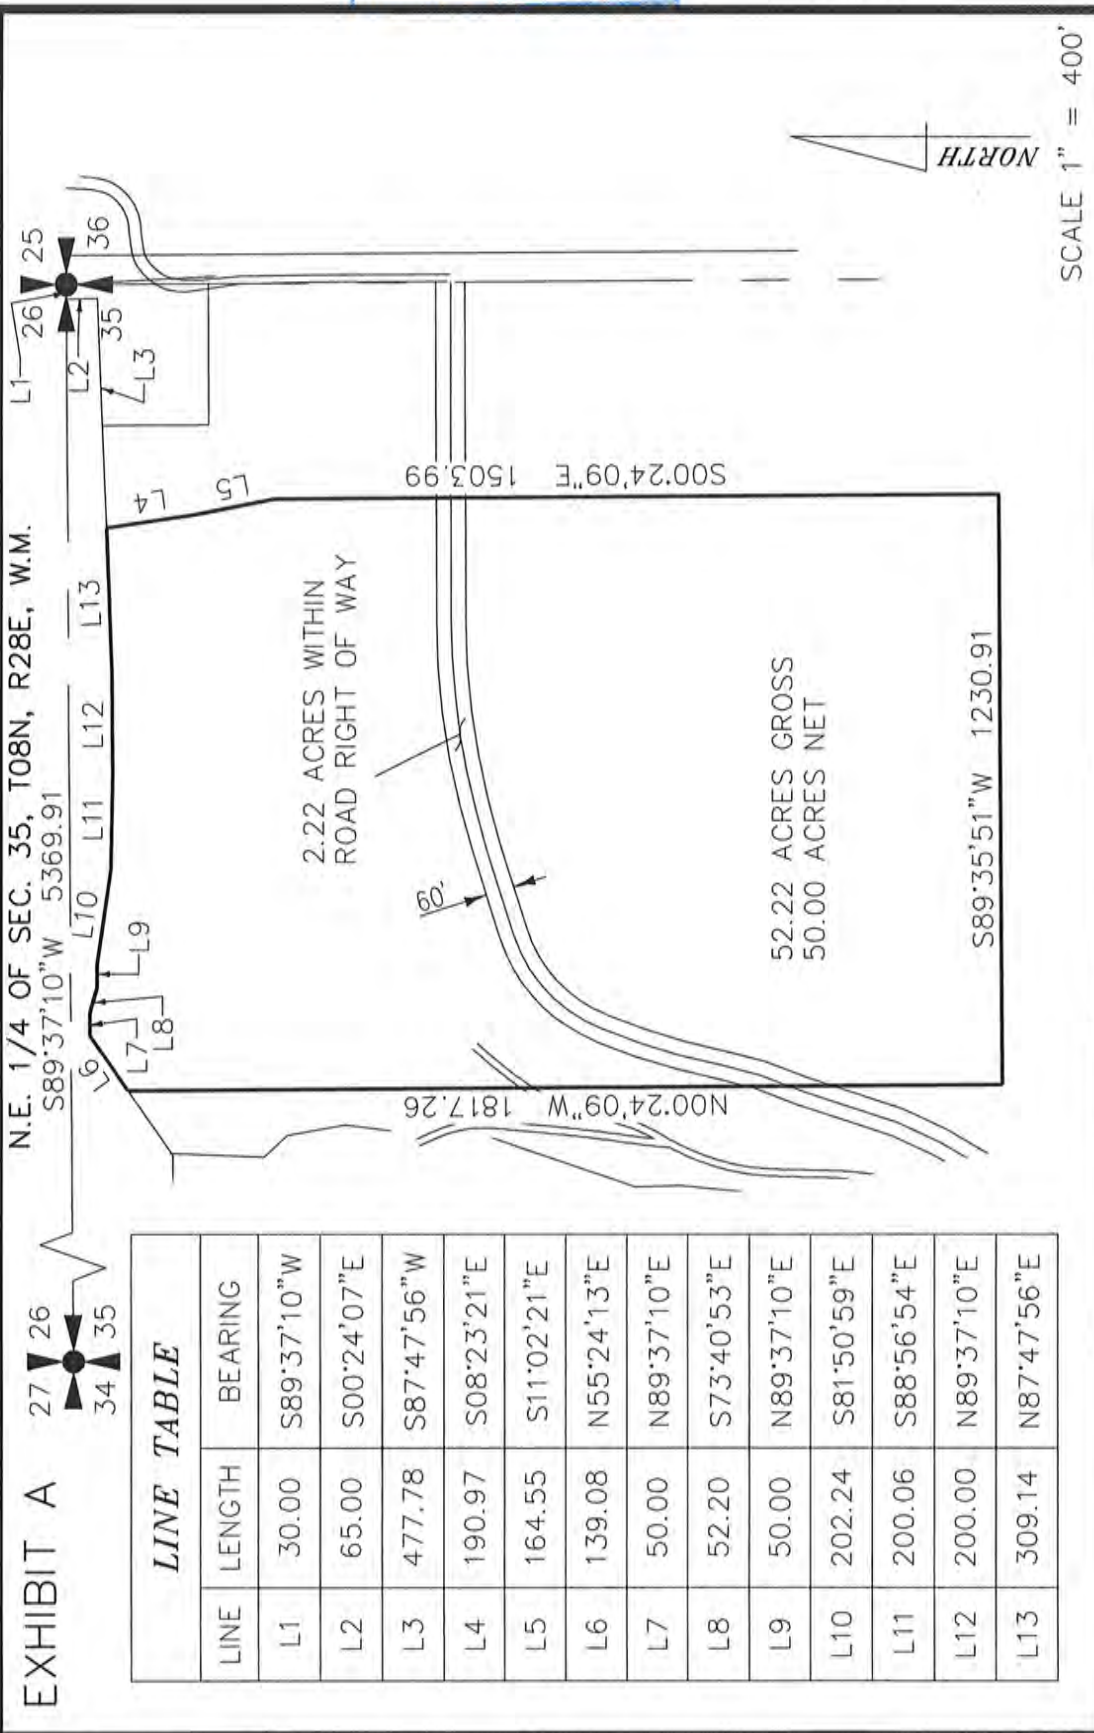 EXHIBIT A
N.E. 1/4 OF SEC. 35, T08N, R28E, W.M.
27 26
34 35
S89°37'10"W 5369.91
L1
26 25
35 36
L2
L3
L4
L5
L6
L7
L8
L9
L10
L11
L12
L13
2.22 ACRES WITHIN
ROAD RIGHT OF WAY
60'
S00°24'09"E 1503.99
N00°24'09"W 1817.26
52.22 ACRES GROSS
50.00 ACRES NET
S89°35'51"W 1230.91
NORTH
SCALE 1" = 400'
LINE TABLE
LINE LENGTH BEARING
L1 30.00 S89°37'10"W
L2 65.00 S00°24'07"E
L3 477.78 S87°47'56"W
L4 190.97 S08°23'21"E
L5 164.55 S11°02'21"E
L6 139.08 N55°24'13"E
L7 50.00 N89°37'10"E
L8 52.20 S73°40'53"E
L9 50.00 N89°37'10"E
L10 202.24 S81°50'59"E
L11 200.06 S88°56'54"E
L12 200.00 N89°37'10"E
L13 309.14 N87°47'56"E